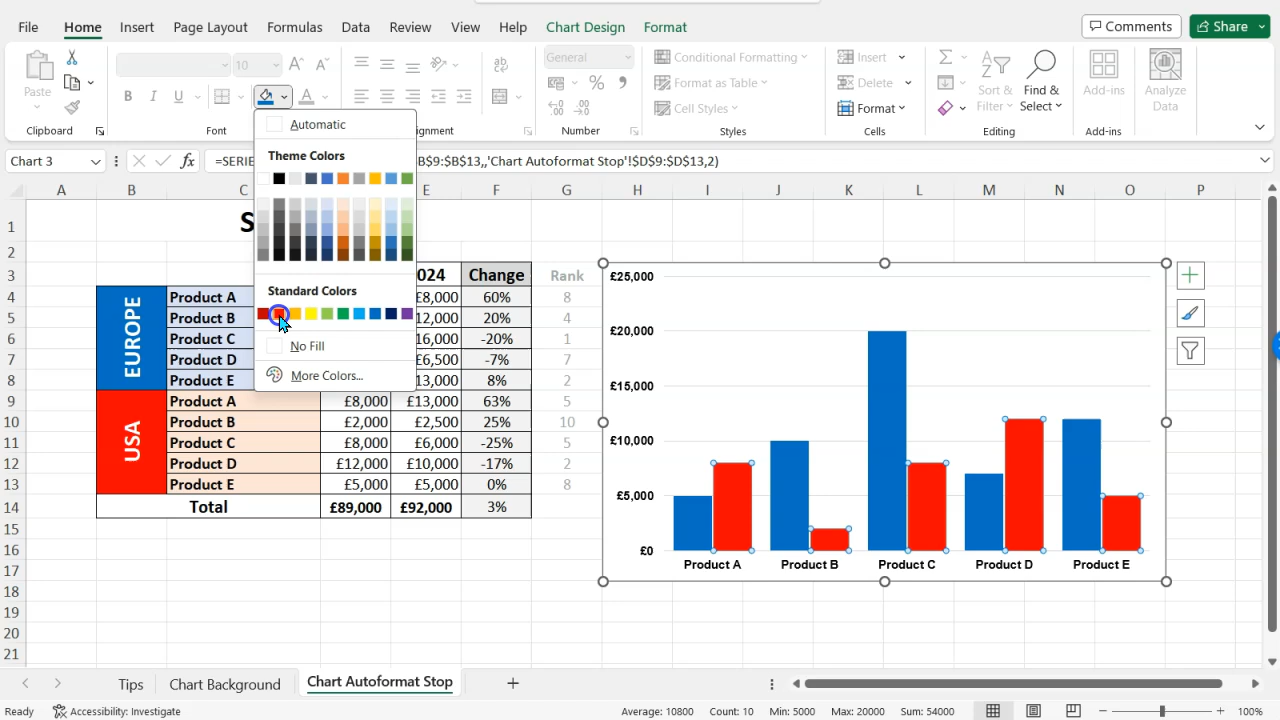 File Home Insert Page Layout Formulas Data Review View Help Chart Design Format Comments Share
Paste
10
General
Conditional Formatting
Format as Table
Cell Styles
Insert
Delete
Format
Sort & Filter
Find & Select
Add-ins
Analyze Data
Clipboard Font Alignment Number Styles Cells Editing Add-ins
Automatic
Theme Colors
Standard Colors
No Fill
More Colors...
Chart 3 =SERIE B$9:$B$13,,'Chart Autoformat Stop'!$D$9:$D$13,2)
A B C E F G H I J K L M N O P
1 S
2
3 024 Change Rank
EUROPE
4 Product A £8,000 60% 8
5 Product B 12,000 20% 4
6 Product C 16,000 -20% 1
7 Product D £6,500 -7% 7
8 Product E 13,000 8% 2
USA
9 Product A £8,000 £13,000 63% 5
10 Product B £2,000 £2,500 25% 10
11 Product C £8,000 £6,000 -25% 5
12 Product D £12,000 £10,000 -17% 2
13 Product E £5,000 £5,000 0% 8
14 Total £89,000 £92,000 3%
15
16
17
18
19
20
21
£25,000
£20,000
£15,000
£10,000
£5,000
£0
Product A Product B Product C Product D Product E
Tips Chart Background Chart Autoformat Stop
Ready Accessibility: Investigate Average: 10800 Count: 10 Min: 5000 Max: 20000 Sum: 54000 100%